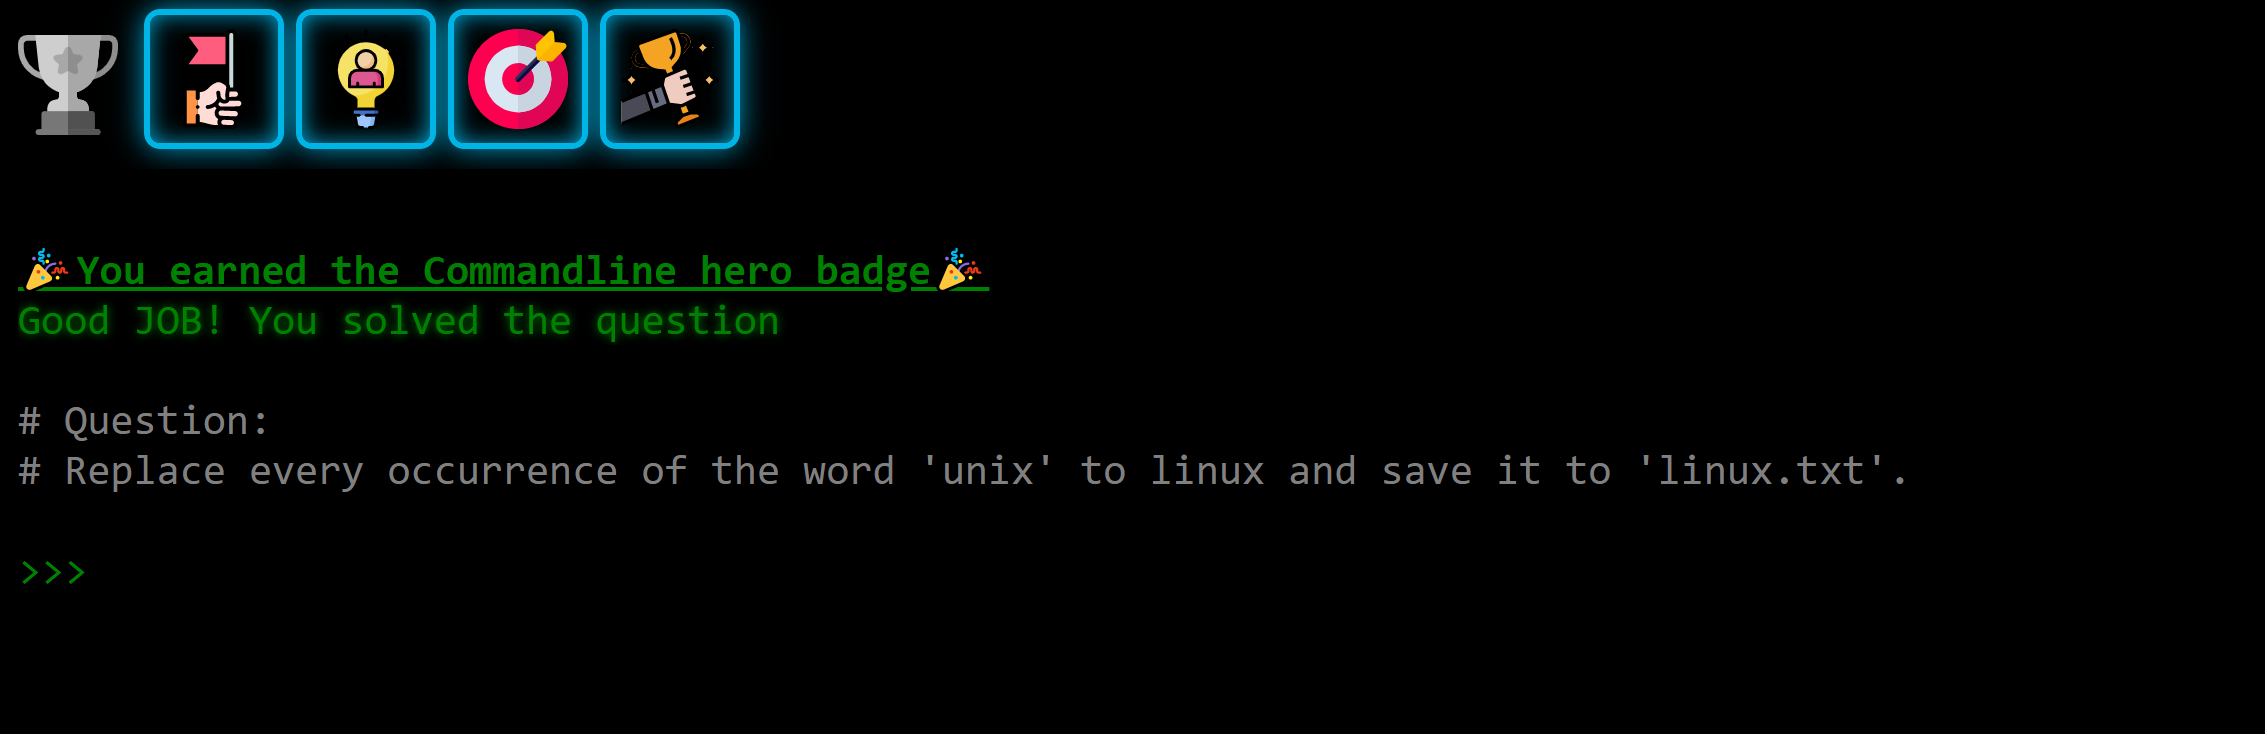 🎉You earned the Commandline hero badge🎉
Good JOB! You solved the question
# Question:
# Replace every occurrence of the word 'unix' to linux and save it to 'linux.txt'.
>>>